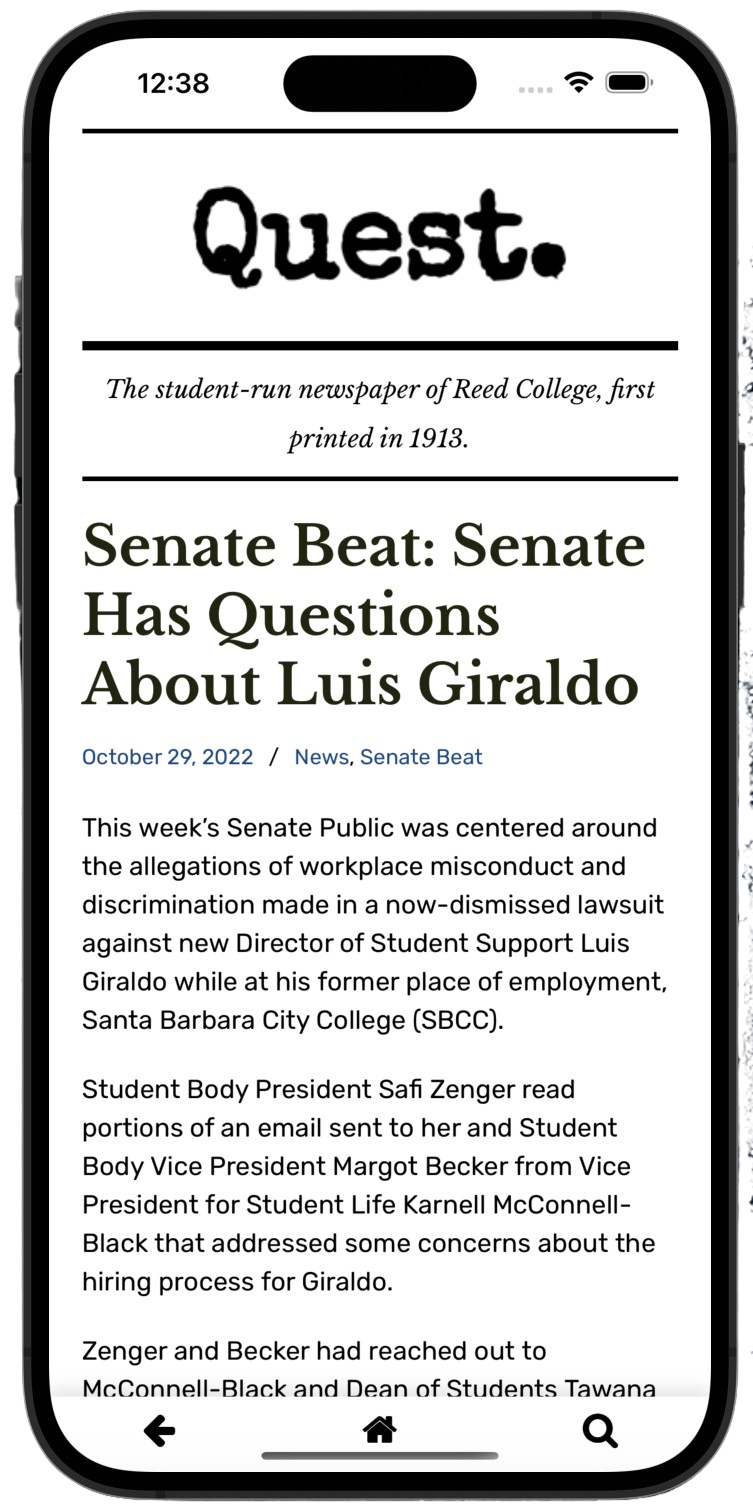 12:38
Quest.
The student-run newspaper of Reed College, first
printed in 1913.
Senate Beat: Senate
Has Questions
About Luis Giraldo
October 29, 2022 / News, Senate Beat
This week’s Senate Public was centered around
the allegations of workplace misconduct and
discrimination made in a now-dismissed lawsuit
against new Director of Student Support Luis
Giraldo while at his former place of employment,
Santa Barbara City College (SBCC).
Student Body President Safi Zenger read
portions of an email sent to her and Student
Body Vice President Margot Becker from Vice
President for Student Life Karnell McConnell-
Black that addressed some concerns about the
hiring process for Giraldo.
Zenger and Becker had reached out to
McConnell-Black and Dean of Students Tawana